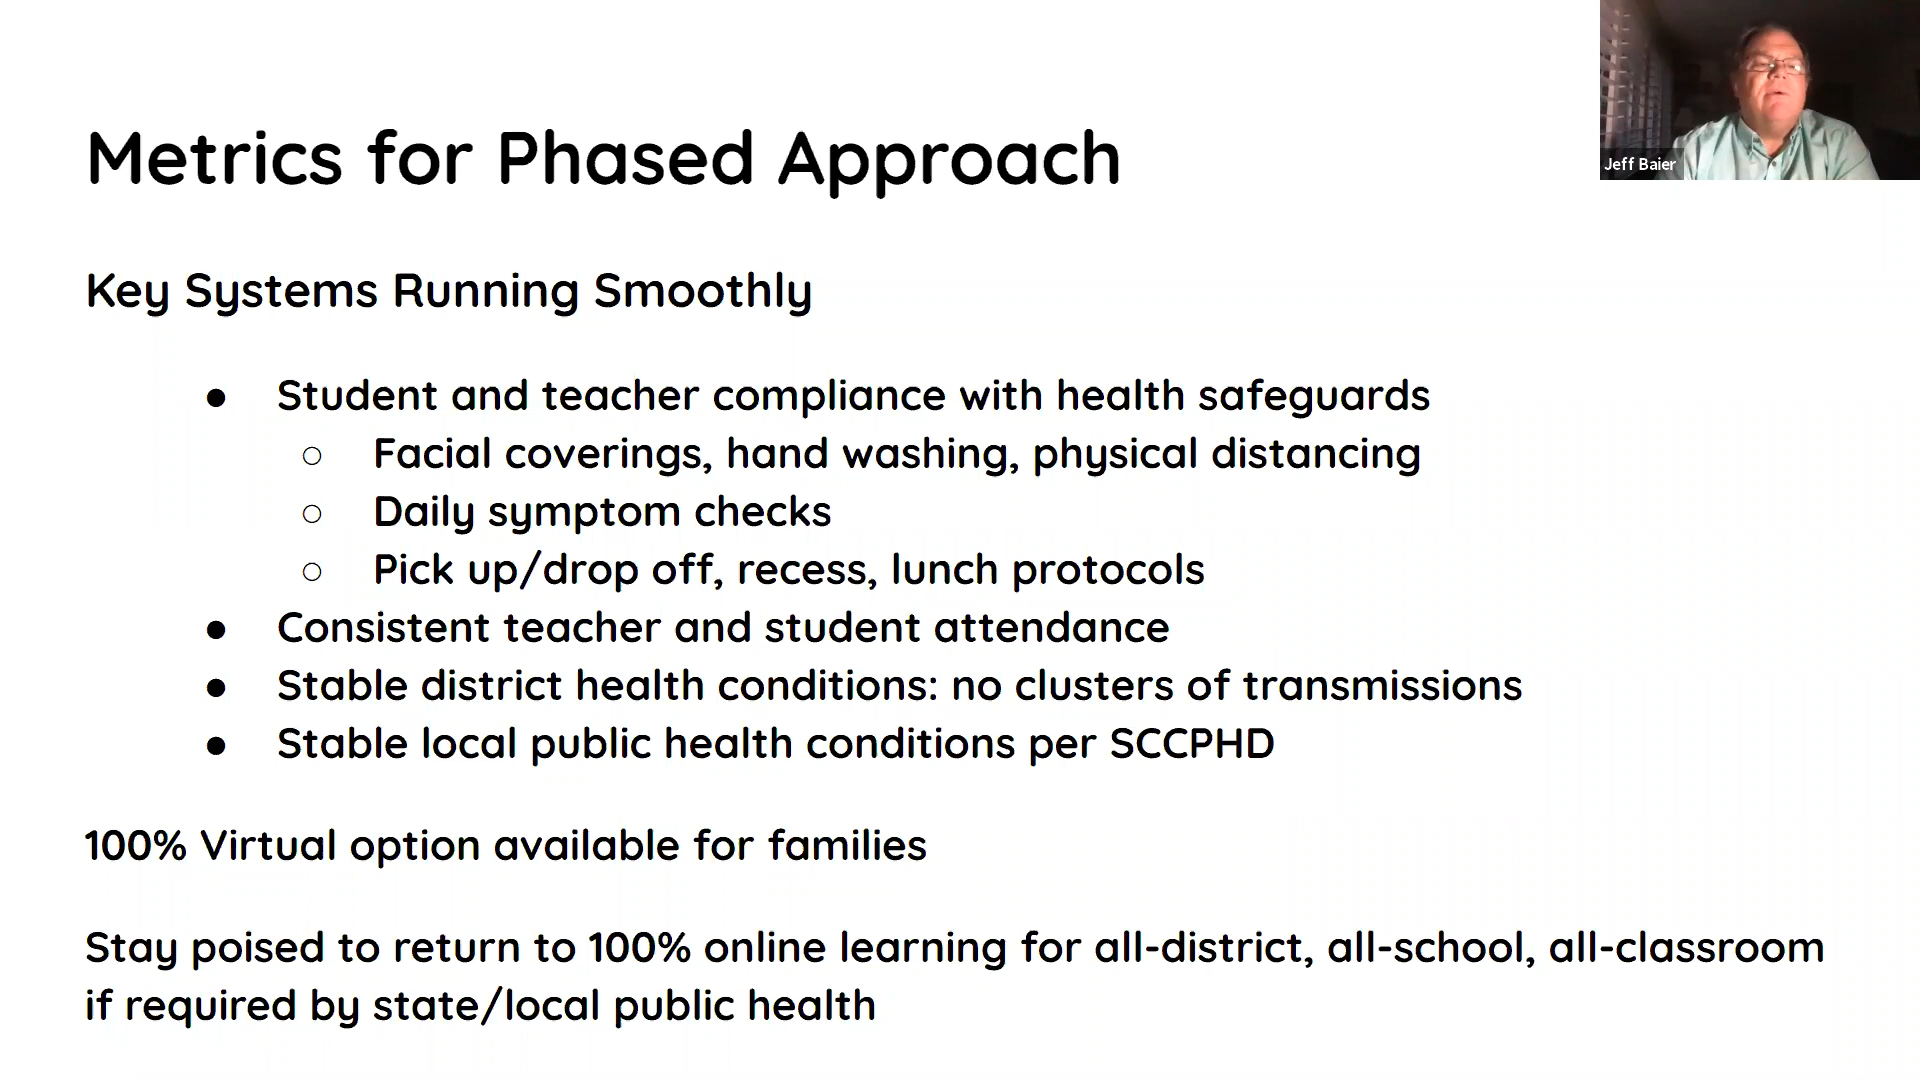 Jeff Baier
Metrics for Phased Approach
Key Systems Running Smoothly
● Student and teacher compliance with health safeguards
○ Facial coverings, hand washing, physical distancing
○ Daily symptom checks
○ Pick up/drop off, recess, lunch protocols
● Consistent teacher and student attendance
● Stable district health conditions: no clusters of transmissions
● Stable local public health conditions per SCCPHD
100% Virtual option available for families
Stay poised to return to 100% online learning for all-district, all-school, all-classroom
if required by state/local public health